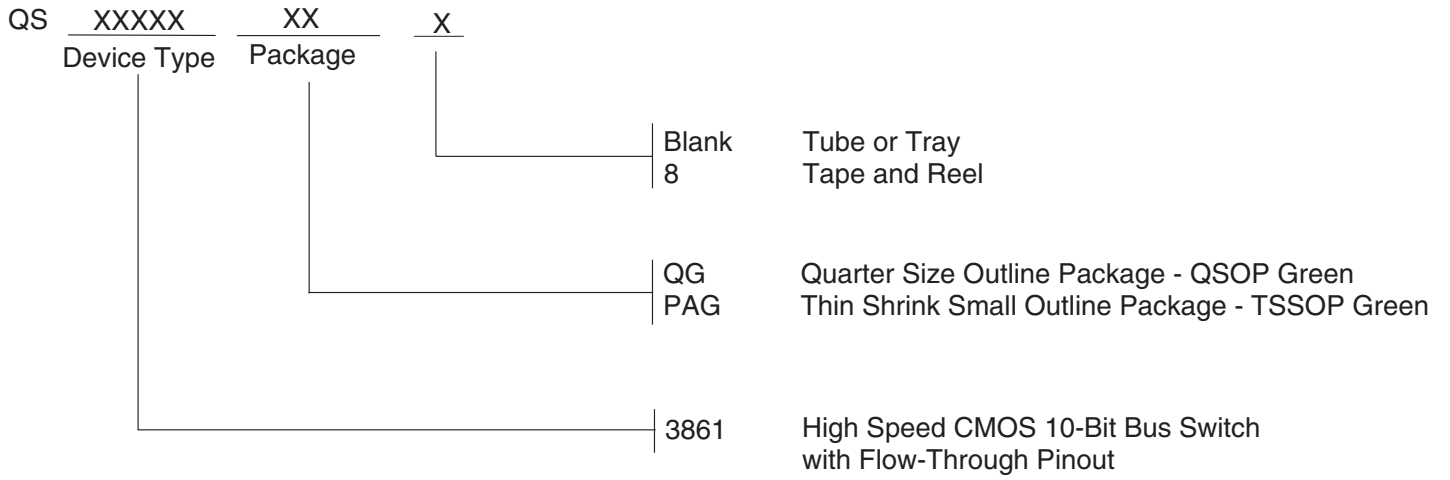 QS XXXXX XX X
Device Type Package
Blank Tube or Tray
8 Tape and Reel
QG Quarter Size Outline Package - QSOP Green
PAG Thin Shrink Small Outline Package - TSSOP Green
3861 High Speed CMOS 10-Bit Bus Switch
with Flow-Through Pinout